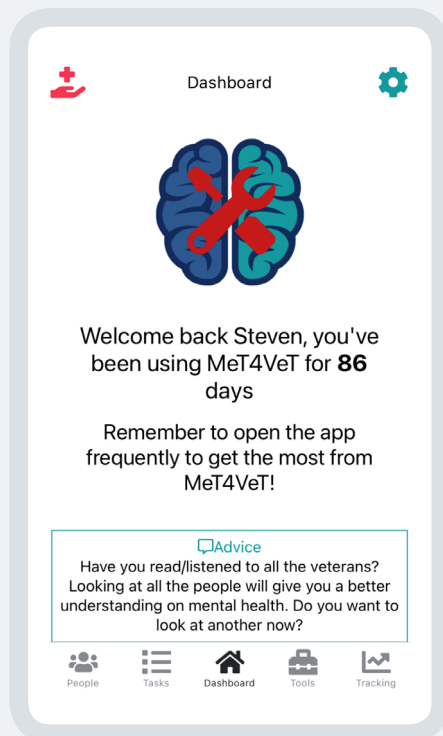 Dashboard
Welcome back Steven, you've
been using MeT4VeT for 86
days
Remember to open the app
frequently to get the most from
MeT4VeT!
Advice
Have you read/listened to all the veterans?
Looking at all the people will give you a better
understanding on mental health. Do you want to
look at another now?
People Tasks Dashboard Tools Tracking